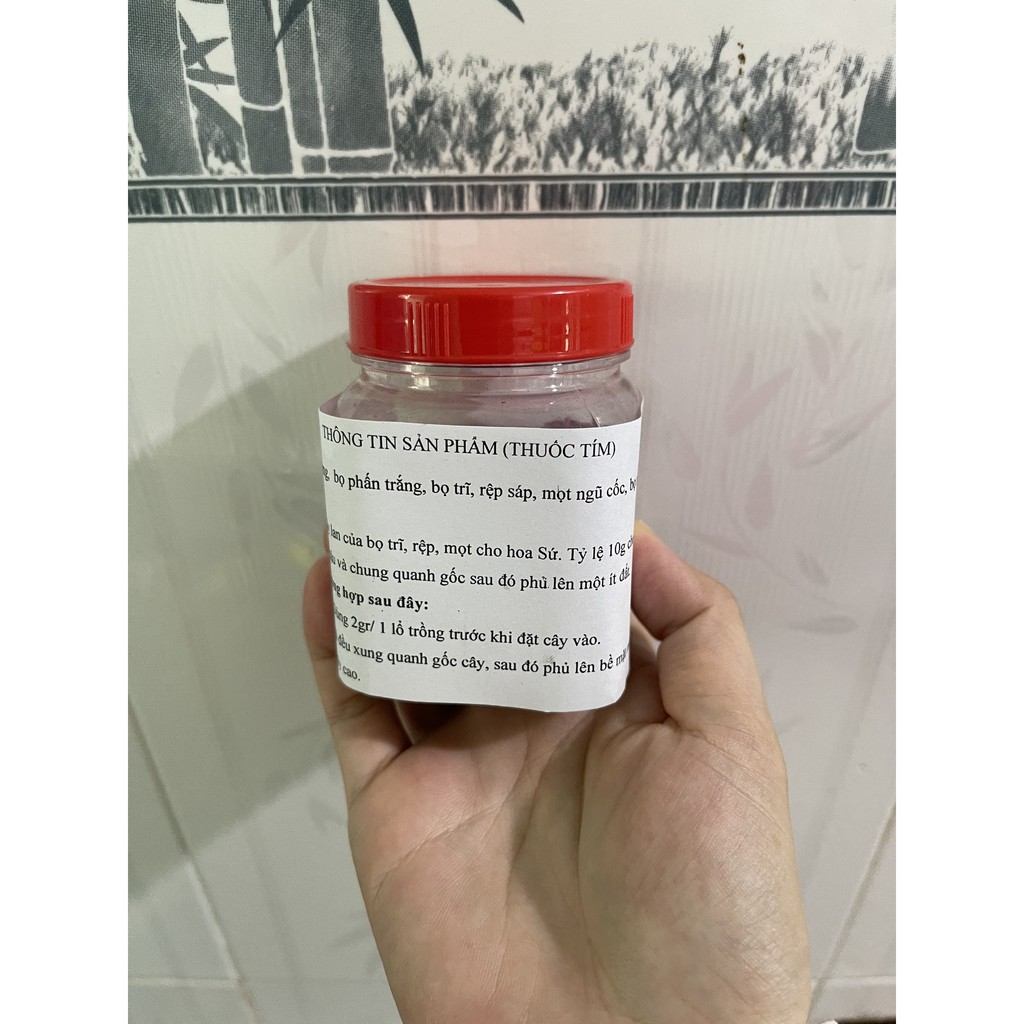 THÔNG TIN SẢN PHẨM (THUỐC TÍM)
bọ phấn trắng, bọ trĩ, rệp sáp, mọt ngũ cốc,
lan của bọ trĩ, rệp, mọt cho hoa Sứ. Tỷ lệ 10g
và chung quanh gốc sau đó phủ lên một ít đất
hợp sau đây:
2gr/ 1 lổ trồng trước khi đặt cây vào.
đều xung quanh gốc cây, sau đó phủ lên bề
cao.